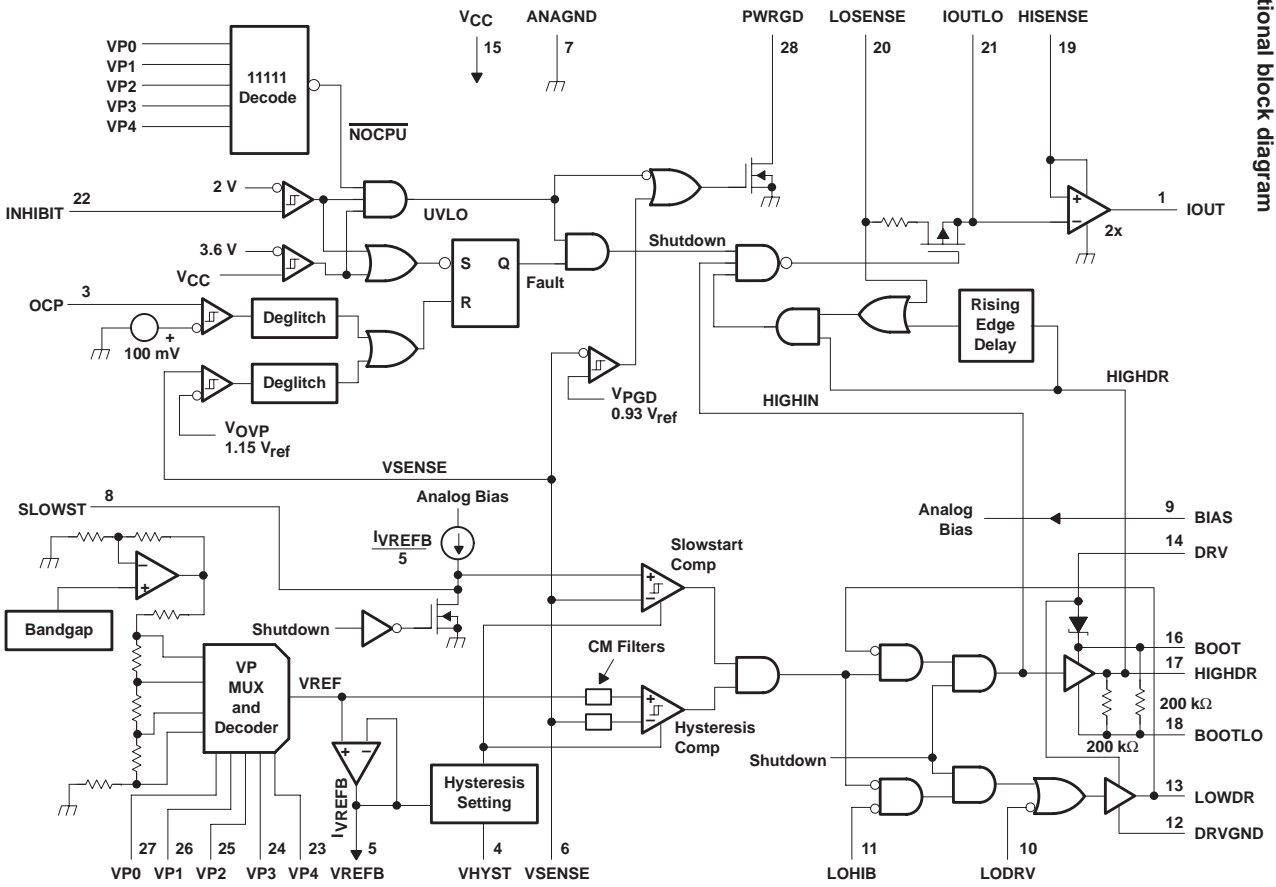 tional block diagram
VCC
15
ANAGND
7
PWRGD
28
LOSENSE
20
IOUTLO
21
HISENSE
19
VP0
VP1
VP2
VP3
VP4
11111
Decode
NOCPU
2 V
INHIBIT
22
UVLO
3.6 V
VCC
S
Q
R
Fault
Shutdown
2x
1
IOUT
OCP
3
100 mV
Deglitch
Deglitch
VOVP
1.15 Vref
VPGD
0.93 Vref
Rising
Edge
Delay
HIGHDR
HIGHIN
VSENSE
SLOWST
8
Analog Bias
IVREFB
5
Slowstart
Comp
Analog
Bias
9
BIAS
14
DRV
Bandgap
Shutdown
CM Filters
VP
MUX
and
Decoder
VREF
Hysteresis
Comp
Hysteresis
Setting
IVREFB
Shutdown
16
BOOT
17
HIGHDR
200 kΩ
18
BOOTLO
200 kΩ
13
LOWDR
12
DRVGND
27
26
25
24
23
5
4
6
11
10
VP0
VP1
VP2
VP3
VP4
VREFB
VHYST
VSENSE
LOHIB
LODRV